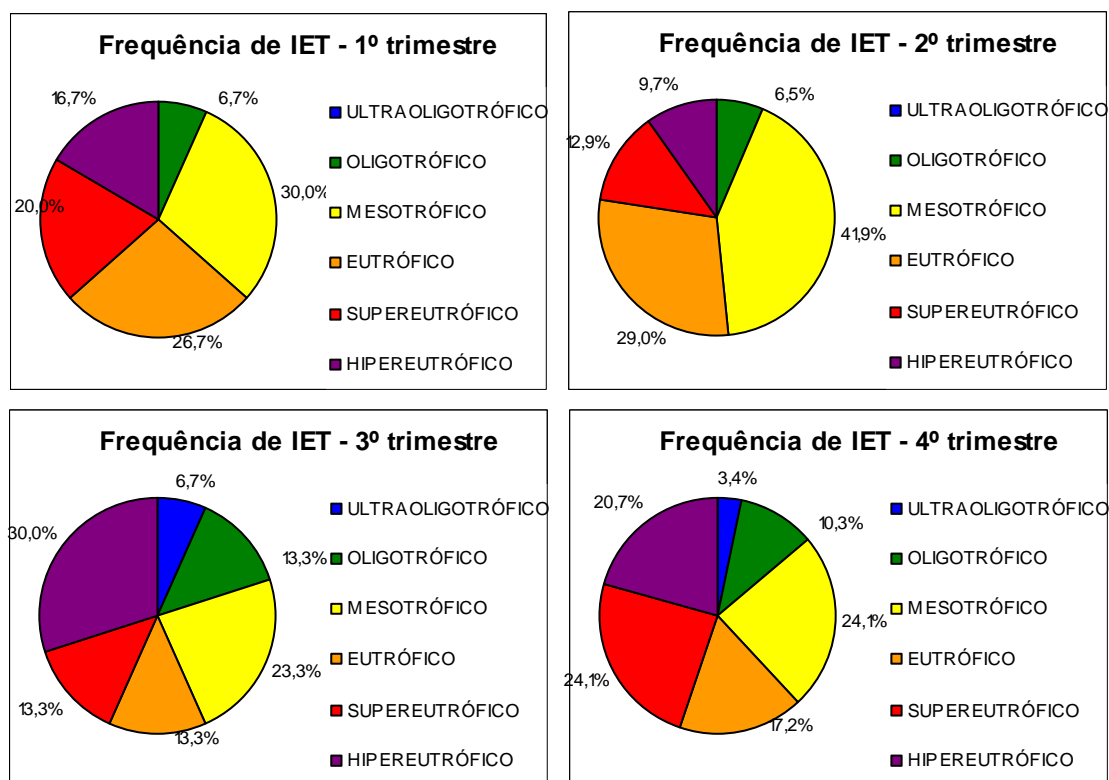 Frequência de IET - 1º trimestre
16,7%
6,7%
30,0%
20,0%
26,7%
ULTRAOLIGOTRÓFICO
OLIGOTRÓFICO
MESOTRÓFICO
EUTRÓFICO
SUPEREUTRÓFICO
HIPEREUTRÓFICO
Frequência de IET - 2º trimestre
9,7%
6,5%
12,9%
41,9%
29,0%
ULTRAOLIGOTRÓFICO
OLIGOTRÓFICO
MESOTRÓFICO
EUTRÓFICO
SUPEREUTRÓFICO
HIPEREUTRÓFICO
Frequência de IET - 3º trimestre
6,7%
30,0%
13,3%
23,3%
13,3%
13,3%
ULTRAOLIGOTRÓFICO
OLIGOTRÓFICO
MESOTRÓFICO
EUTRÓFICO
SUPEREUTRÓFICO
HIPEREUTRÓFICO
Frequência de IET - 4º trimestre
3,4%
20,7%
10,3%
24,1%
24,1%
17,2%
ULTRAOLIGOTRÓFICO
OLIGOTRÓFICO
MESOTRÓFICO
EUTRÓFICO
SUPEREUTRÓFICO
HIPEREUTRÓFICO